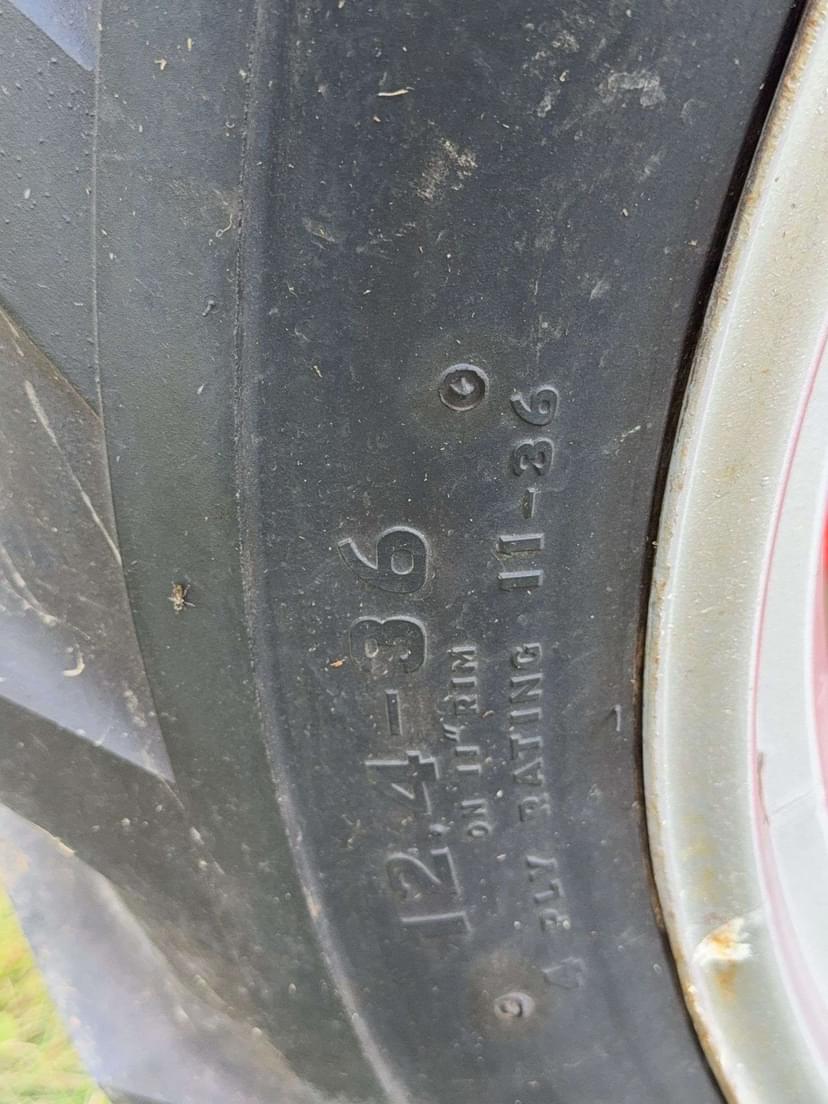 12.4-36
ON 11" RIM
4 PLY RATING 11-36